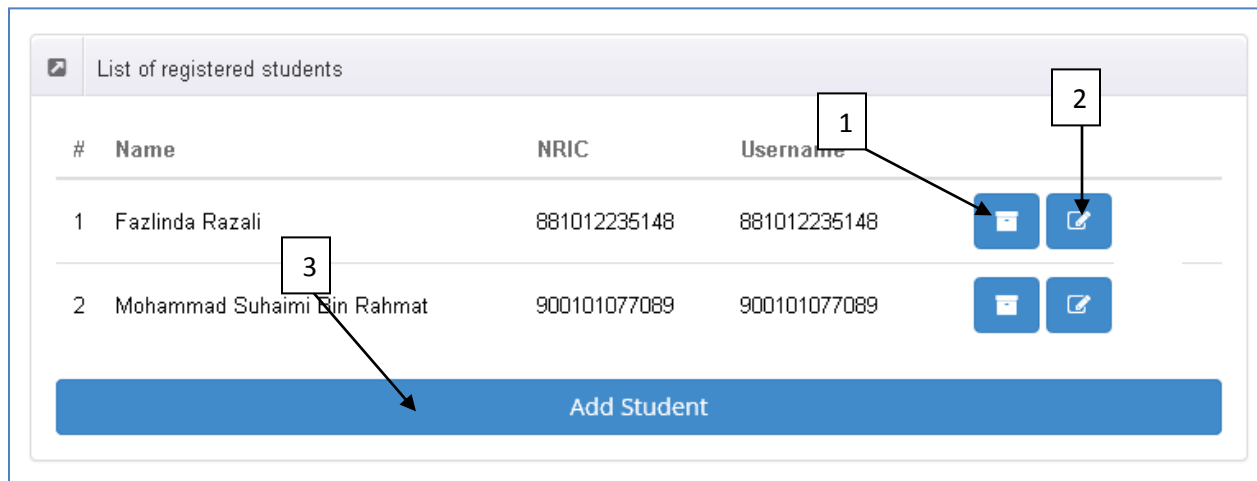 List of registered students
2
1
# Name NRIC Username
1 Fazlinda Razali 881012235148 881012235148
3
2 Mohammad Suhaimi Bin Rahmat 900101077089 900101077089
Add Student